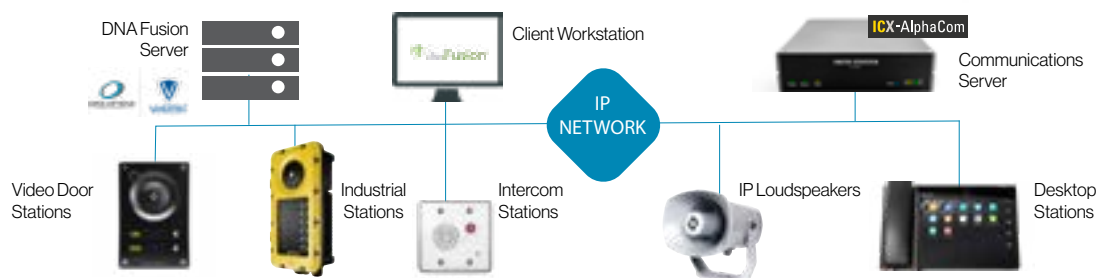 DNA Fusion
Server
Client Workstation
ICX-AlphaCom
Communications
Server
IP
NETWORK
Video Door
Stations
Industrial
Stations
Intercom
Stations
IP Loudspeakers
Desktop
Stations